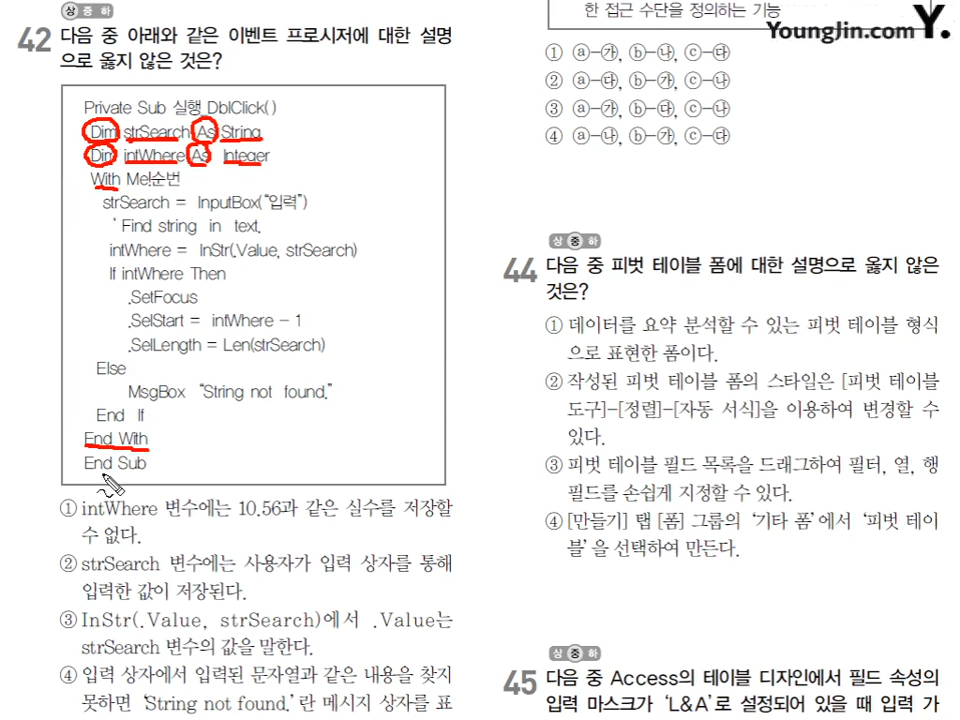 상 중 하
42 다음 중 아래와 같은 이벤트 프로시저에 대한 설명
으로 옳지 않은 것은?
Private Sub 실행_DblClick( )
Dim strSearch As String
Dim intWhere As Integer
With Me!순번
strSearch = InputBox("입력")
' Find string in text.
intWhere = InStr(.Value, strSearch)
If intWhere Then
.SetFocus
.SelStart = intWhere - 1
.SelLength = Len(strSearch)
Else
MsgBox "String not found."
End If
End With
End Sub
① intWhere 변수에는 10.56과 같은 실수를 저장할
수 없다.
② strSearch 변수에는 사용자가 입력 상자를 통해
입력한 값이 저장된다.
③ InStr(.Value, strSearch)에서 .Value는
strSearch 변수의 값을 말한다.
④ 입력 상자에서 입력된 문자열과 같은 내용을 찾지
못하면 'String not found.'란 메시지 상자를 표
한 접근 수단을 정의하는 기능
YoungJin.com Y.
① ⓐ-㉮, ⓑ-㉯, ⓒ-㉰
② ⓐ-㉰, ⓑ-㉮, ⓒ-㉯
③ ⓐ-㉮, ⓑ-㉰, ⓒ-㉯
④ ⓐ-㉯, ⓑ-㉮, ⓒ-㉰
상 중 하
44 다음 중 피벗 테이블 폼에 대한 설명으로 옳지 않은
것은?
① 데이터를 요약 분석할 수 있는 피벗 테이블 형식
으로 표현한 폼이다.
② 작성된 피벗 테이블 폼의 스타일은 [피벗 테이블
도구]-[정렬]-[자동 서식]을 이용하여 변경할 수
있다.
③ 피벗 테이블 필드 목록을 드래그하여 필터, 열, 행
필드를 손쉽게 지정할 수 있다.
④ [만들기] 탭 [폼] 그룹의 '기타 폼'에서 '피벗 테이
블'을 선택하여 만든다.
상 중 하
45 다음 중 Access의 테이블 디자인에서 필드 속성의
입력 마스크가 'L&A'로 설정되어 있을 때 입력 가